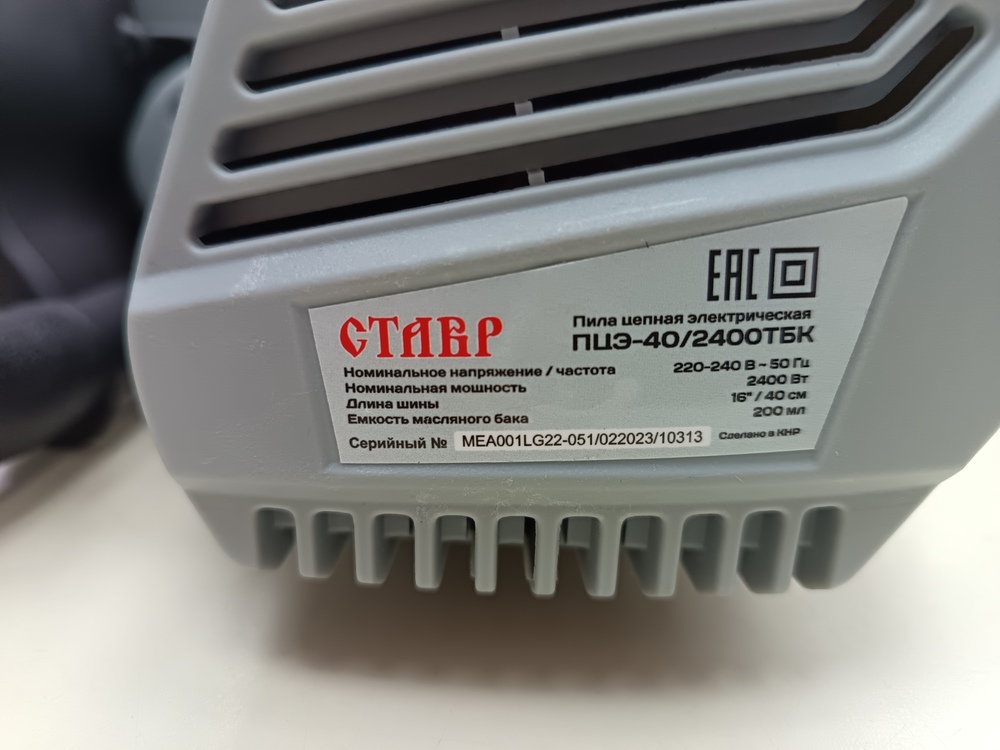 EAC
СТАВР
Пила цепная электрическая
ПЦЭ-40/2400ТБК
Номинальное напряжение / частота 220-240 В ~ 50 Гц
Номинальная мощность 2400 Вт
Длина шины 16" / 40 см
Емкость масляного бака 200 мл
Серийный № MEA001LG22-051/022023/10313 Сделано в КНР